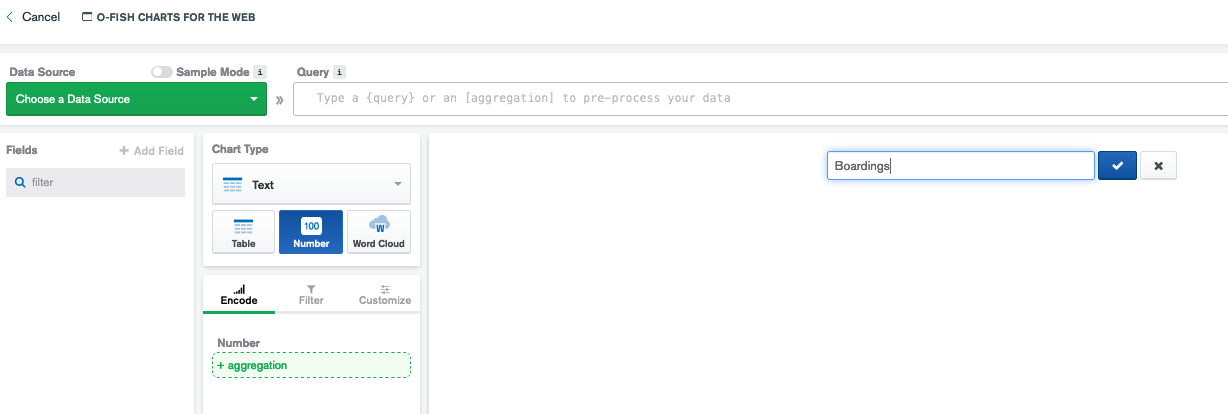 Cancel O-FISH CHARTS FOR THE WEB
Data Source Sample Mode i Query i
Choose a Data Source Type a {query} or an [aggregation] to pre-process your data
Fields + Add Field
filter
Chart Type
Text
100 W
Table Number Word Cloud
Encode Filter Customize
Number
+ aggregation
Boardings